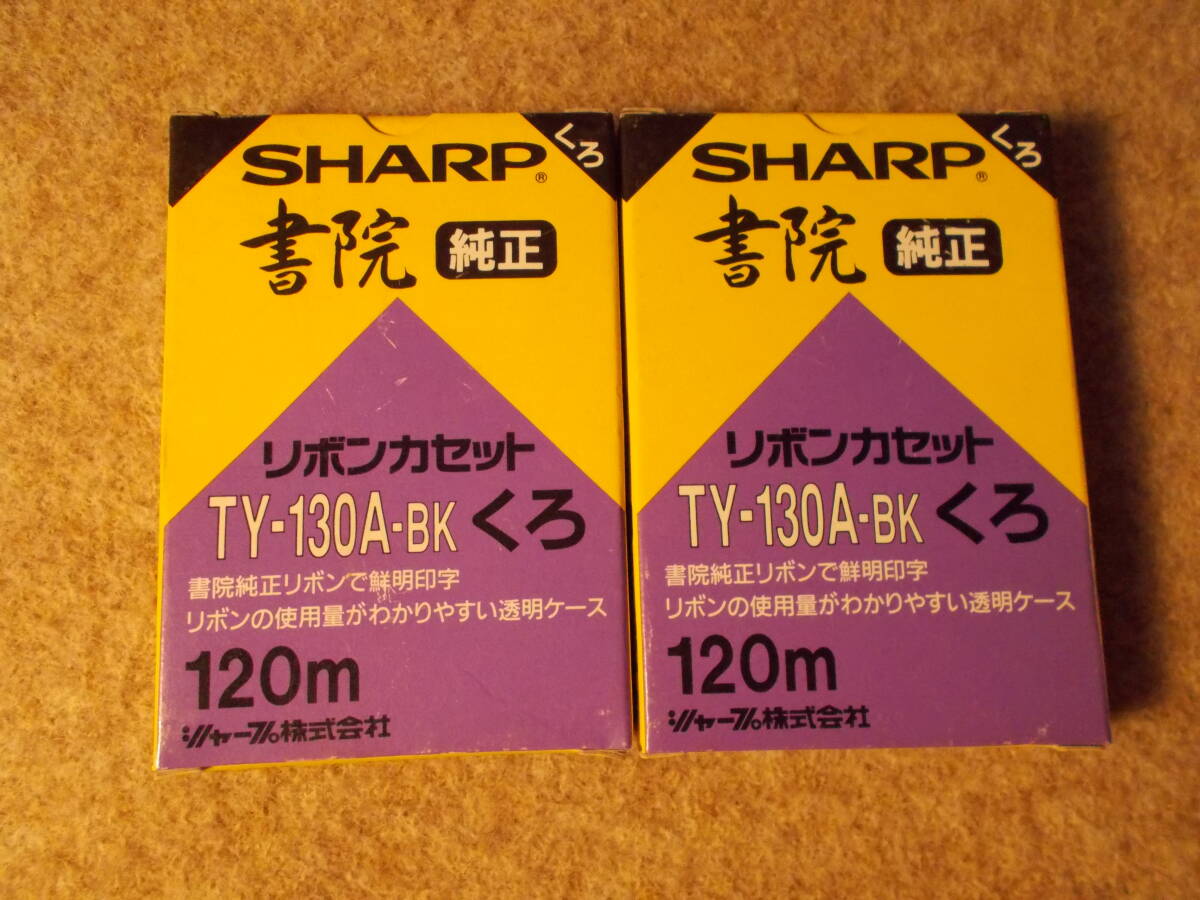 くろ
SHARP®
書院 純正
リボンカセット
TY-130A-BK くろ
書院純正リボンで鮮明印字
リボンの使用量がわかりやすい透明ケース
120m
シャープ株式会社
くろ
SHARP®
書院 純正
リボンカセット
TY-130A-BK くろ
書院純正リボンで鮮明印字
リボンの使用量がわかりやすい透明ケース
120m
シャープ株式会社